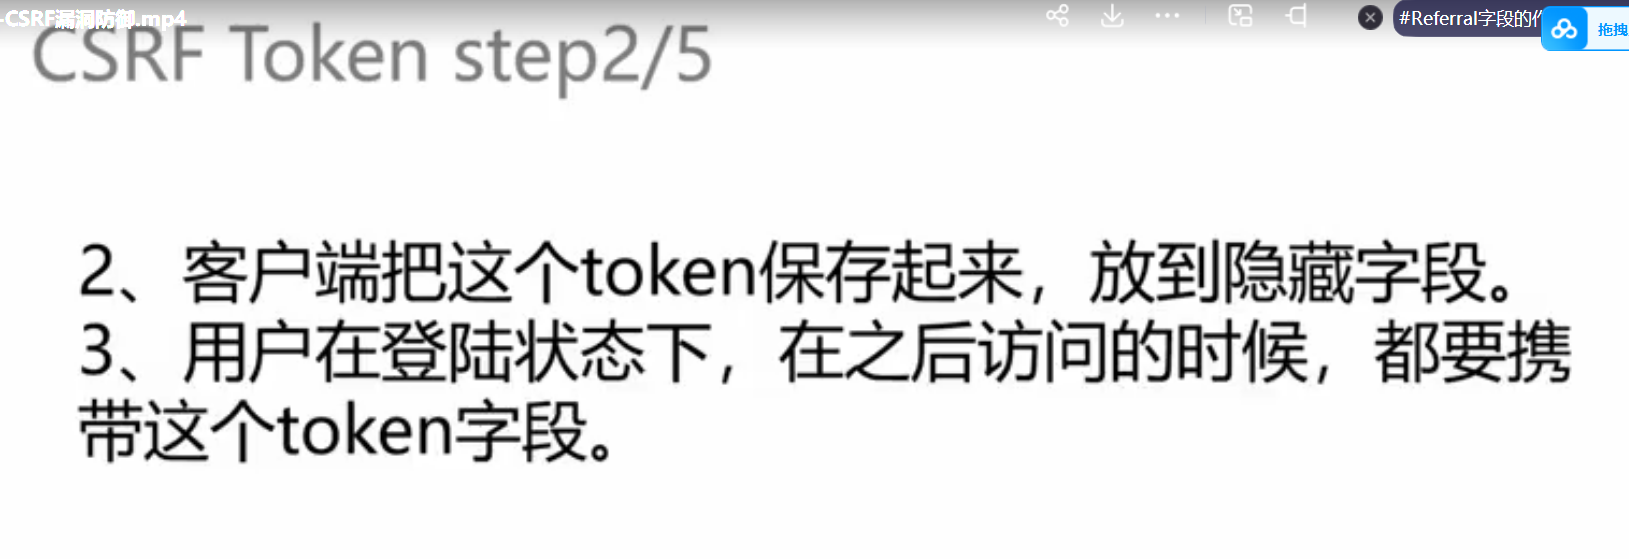 -CSRF漏洞防御.mp4
#Referral字段的
拖拽
CSRF Token step2/5
2、客户端把这个token保存起来，放到隐藏字段。
3、用户在登陆状态下，在之后访问的时候，都要携
带这个token字段。